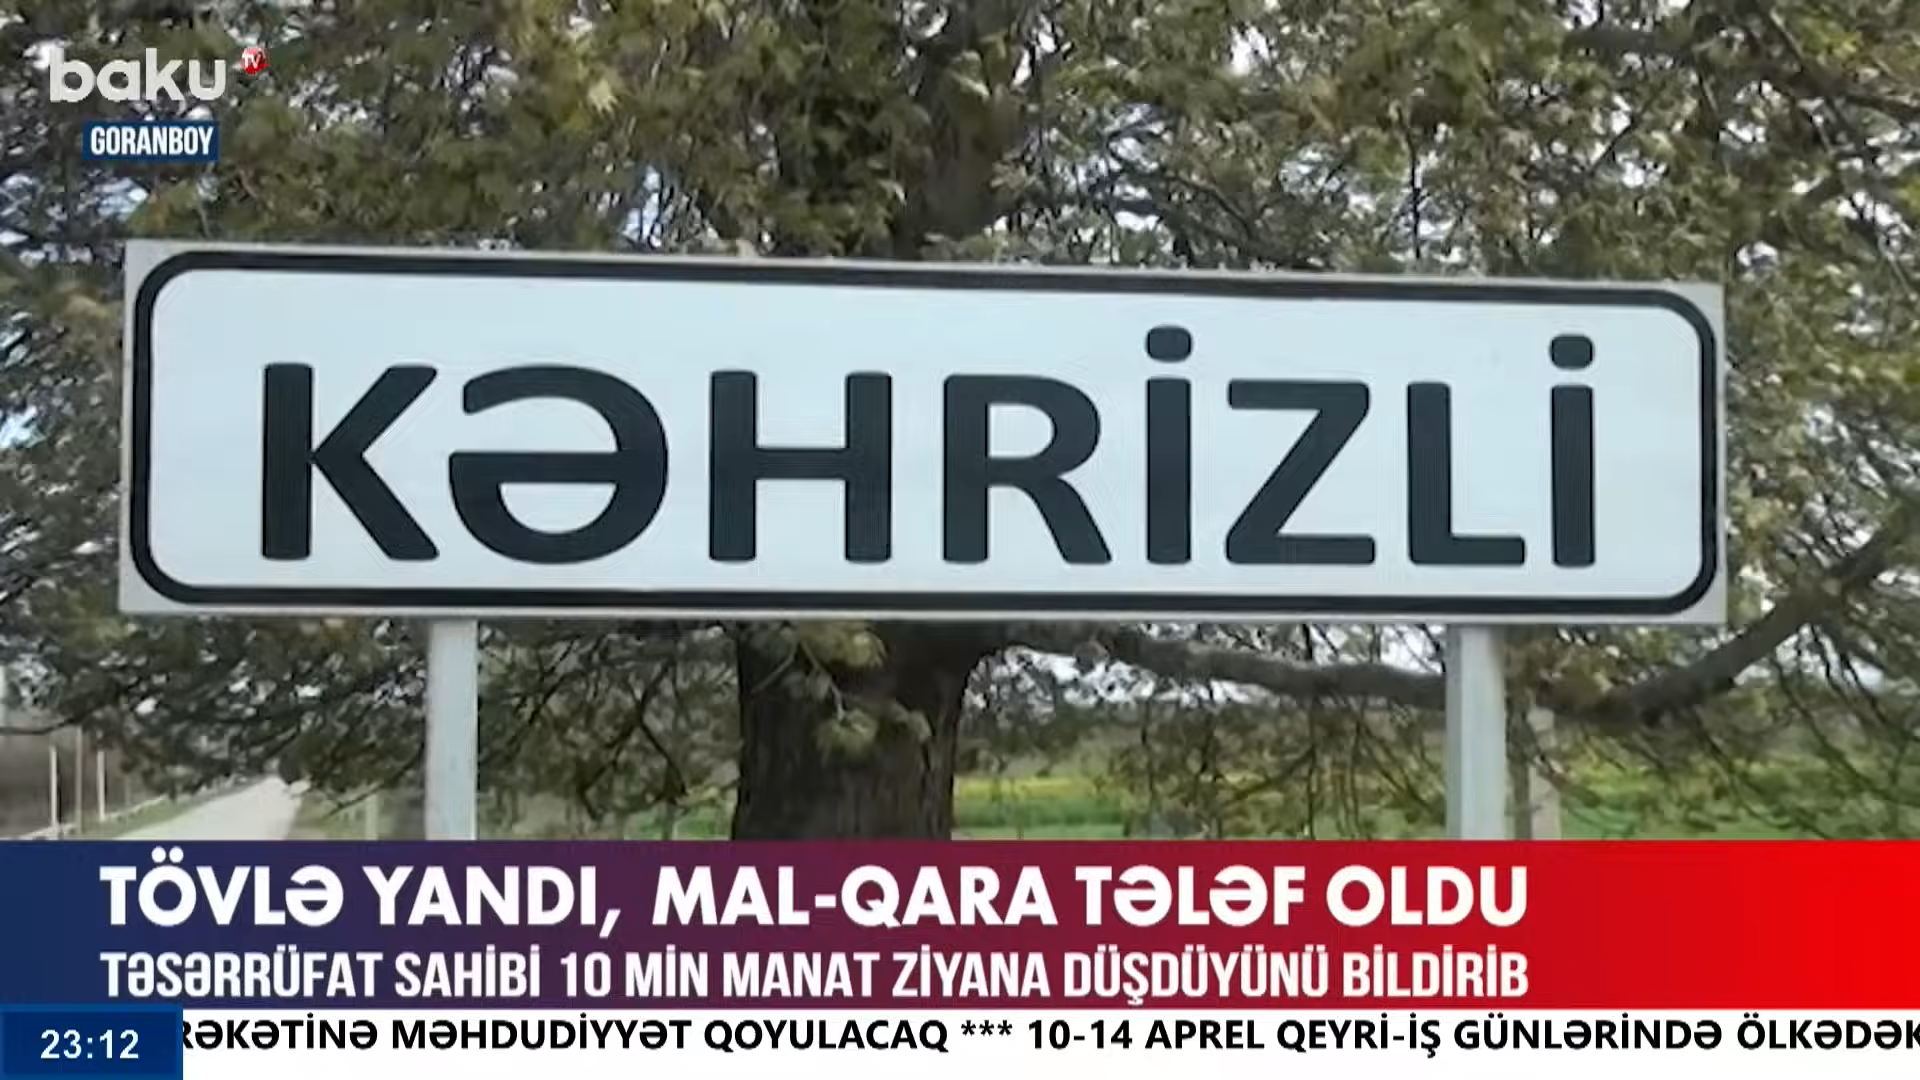 baku TV
GORANBOY
KƏHRİZLİ
TÖVLƏ YANDI, MAL-QARA TƏLƏF OLDU
TƏSƏRRÜFAT SAHİBİ 10 MİN MANAT ZİYANA DÜŞDÜYÜNÜ BİLDİRİB
23:12
RƏKƏTİNƏ MƏHDUDİYYƏT QOYULACAQ *** 10-14 APREL QEYRİ-İŞ GÜNLƏRİNDƏ ÖLKƏDƏK